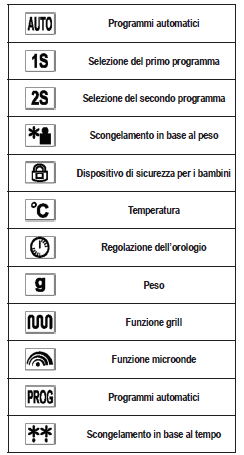 AUTO Programmi automatici
1S Selezione del primo programma
2S Selezione del secondo programma
Scongelamento in base al peso
Dispositivo di sicurezza per i bambini
°C Temperatura
Regolazione dell'orologio
g Peso
Funzione grill
Funzione microonde
PROG Programmi automatici
Scongelamento in base al tempo